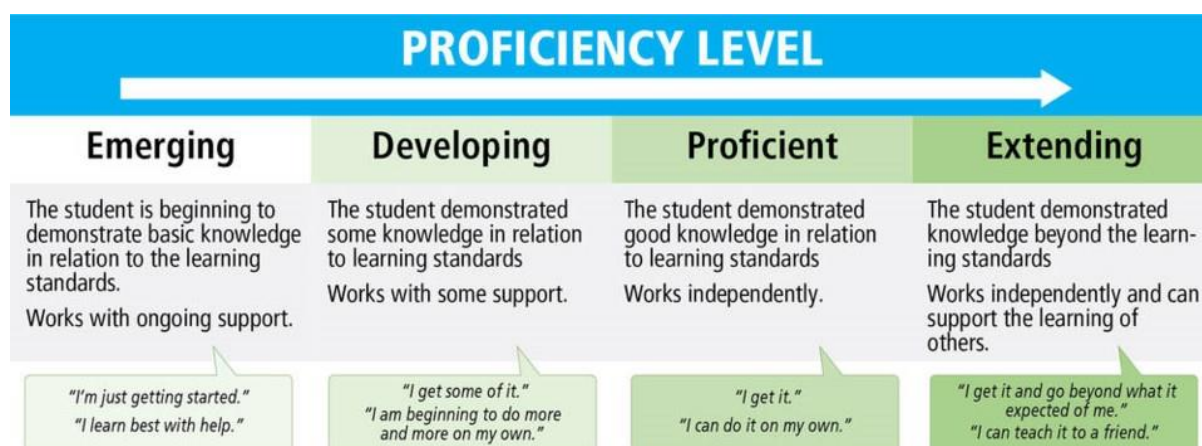 PROFICIENCY LEVEL
Emerging
Developing
Proficient
Extending
The student is beginning to
demonstrate basic knowledge
in relation to the learning
standards.
Works with ongoing support.
The student demonstrated
some knowledge in relation
to learning standards
Works with some support.
The student demonstrated
good knowledge in relation
to learning standards
Works independently.
The student demonstrated
knowledge beyond the learn-
ing standards
Works independently and can
support the learning of
others.
"I'm just getting started."
"I learn best with help."
"I get some of it."
"I am beginning to do more
and more on my own."
"I get it."
"I can do it on my own."
"I get it and go beyond what it
expected of me."
"I can teach it to a friend."